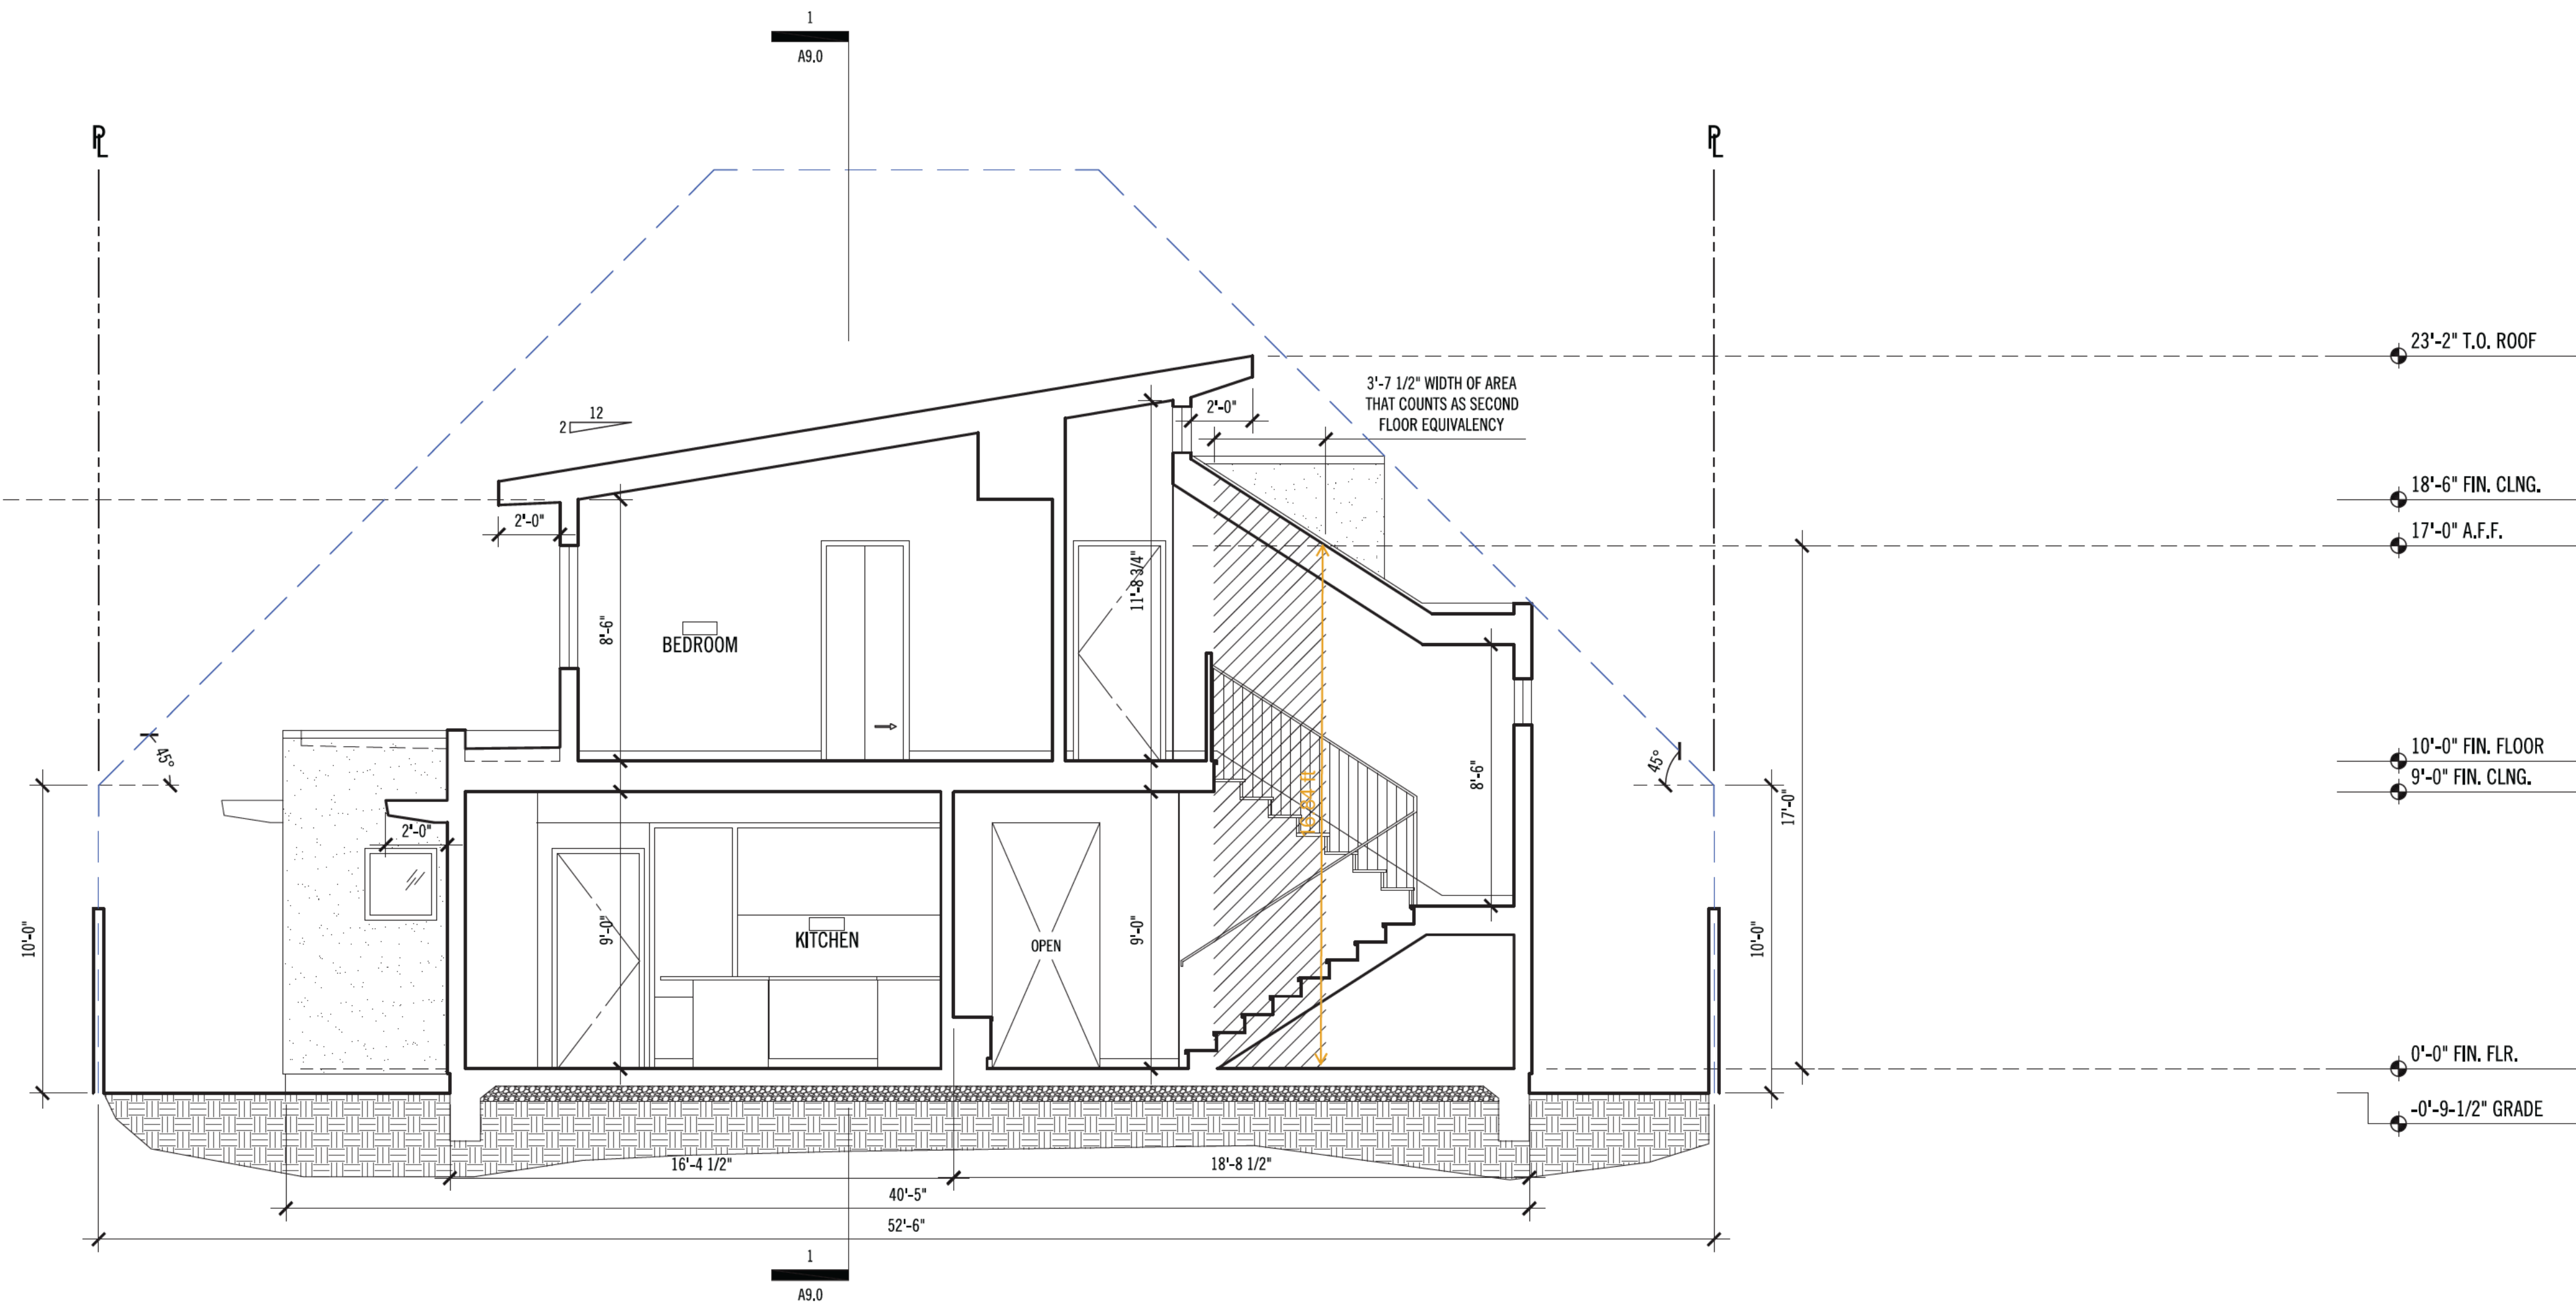 1
A9.0
PL
PL
23'-2" T.O. ROOF
3'-7 1/2" WIDTH OF AREA
THAT COUNTS AS SECOND
FLOOR EQUIVALENCY
2'-0"
12
2
18'-6" FIN. CLNG.
17'-0" A.F.F.
2'-0"
11'-8 3/4"
8'-6"
BEDROOM
45°
45°
10'-0" FIN. FLOOR
9'-0" FIN. CLNG.
8'-6"
17'-0"
2'-0"
10'-0"
9'-0"
KITCHEN
9'-0"
OPEN
10'-0"
0'-0" FIN. FLR.
-0'-9-1/2" GRADE
16'-4 1/2"
18'-8 1/2"
40'-5"
52'-6"
1
A9.0